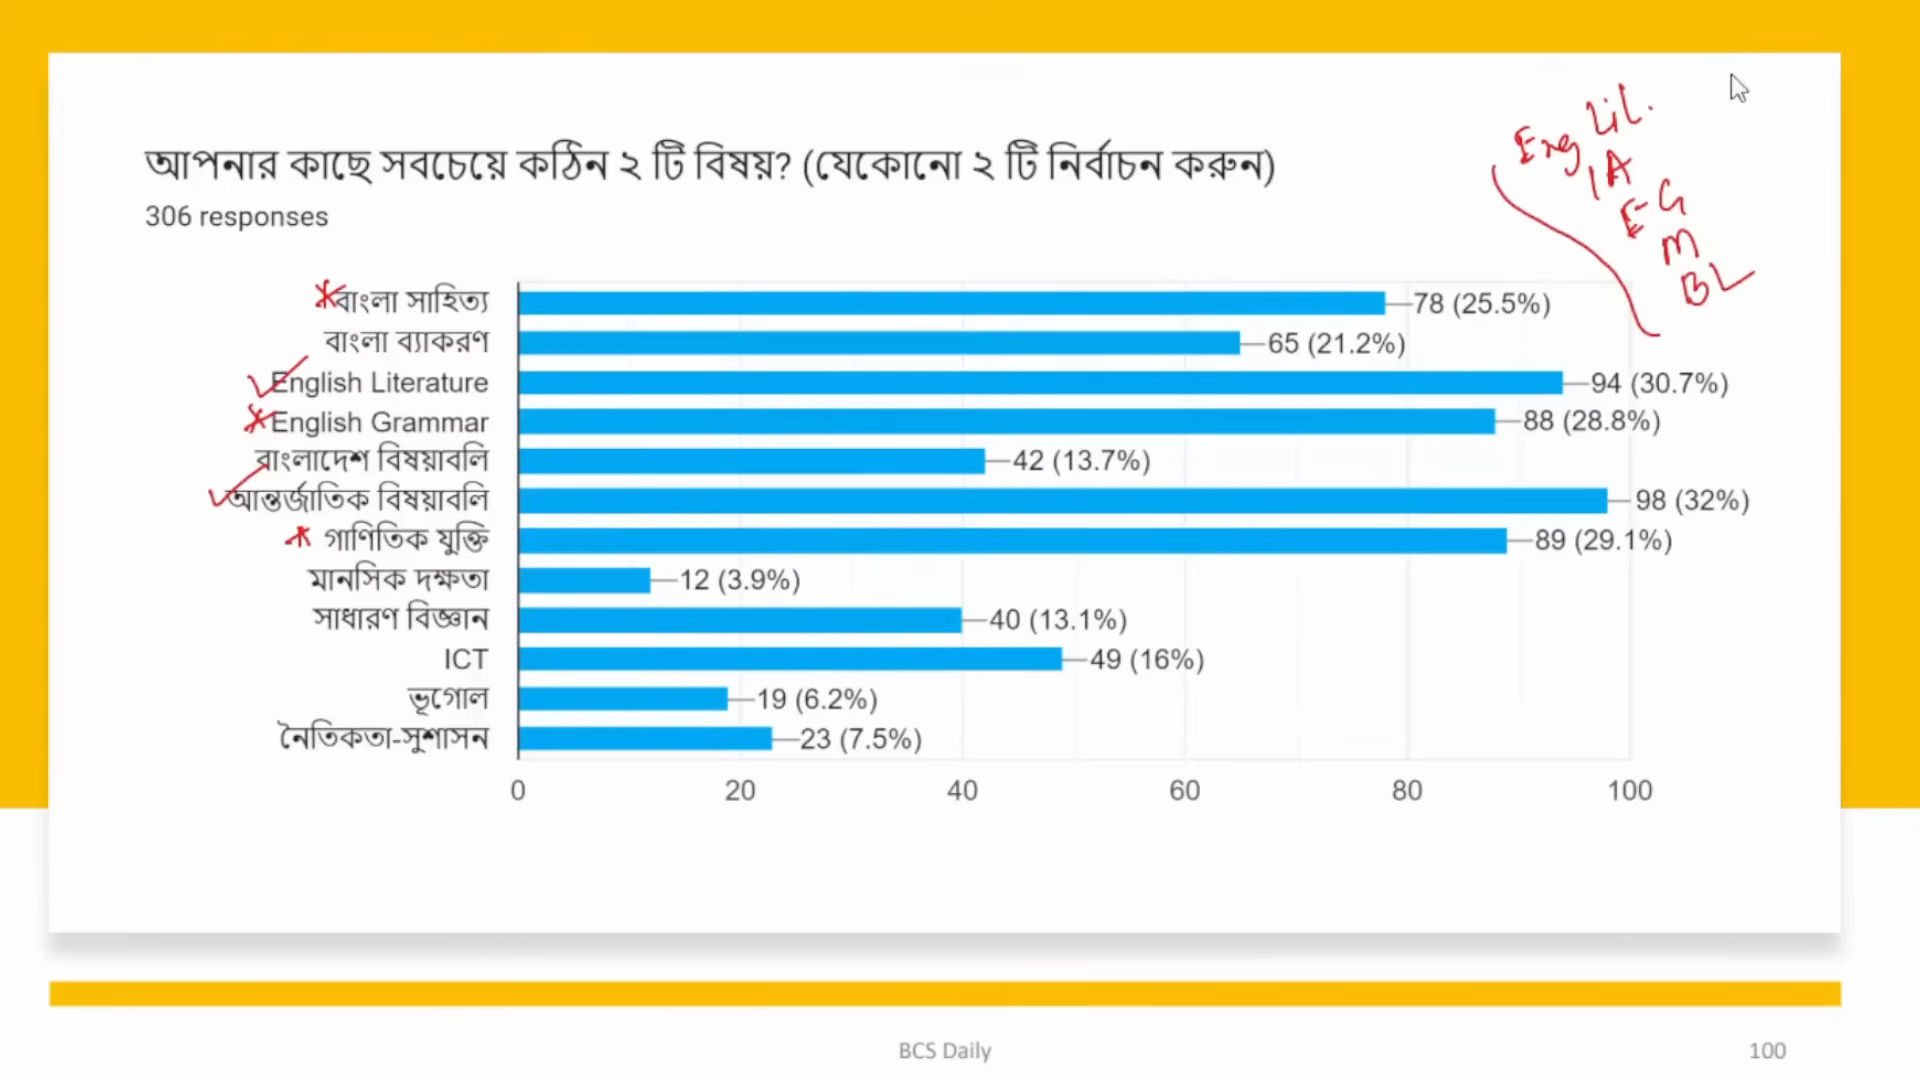 আপনার কাছে সবচেয়ে কঠিন ২ টি বিষয়? (যেকোনো ২ টি নির্বাচন করুন)
306 responses
Eng Lit.
IA
EG
M
BL
বাংলা সাহিত্য 78 (25.5%)
বাংলা ব্যাকরণ 65 (21.2%)
English Literature 94 (30.7%)
English Grammar 88 (28.8%)
বাংলাদেশ বিষয়াবলি 42 (13.7%)
আন্তর্জাতিক বিষয়াবলি 98 (32%)
গাণিতিক যুক্তি 89 (29.1%)
মানসিক দক্ষতা 12 (3.9%)
সাধারণ বিজ্ঞান 40 (13.1%)
ICT 49 (16%)
ভূগোল 19 (6.2%)
নৈতিকতা-সুশাসন 23 (7.5%)
0 20 40 60 80 100
BCS Daily 100